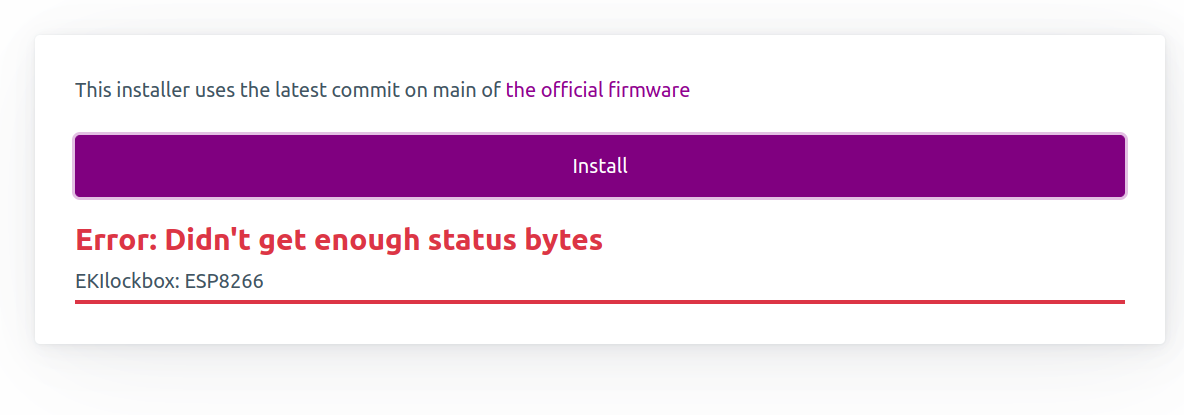 This installer uses the latest commit on main of the official firmware
Install
Error: Didn't get enough status bytes
EKIlockbox: ESP8266